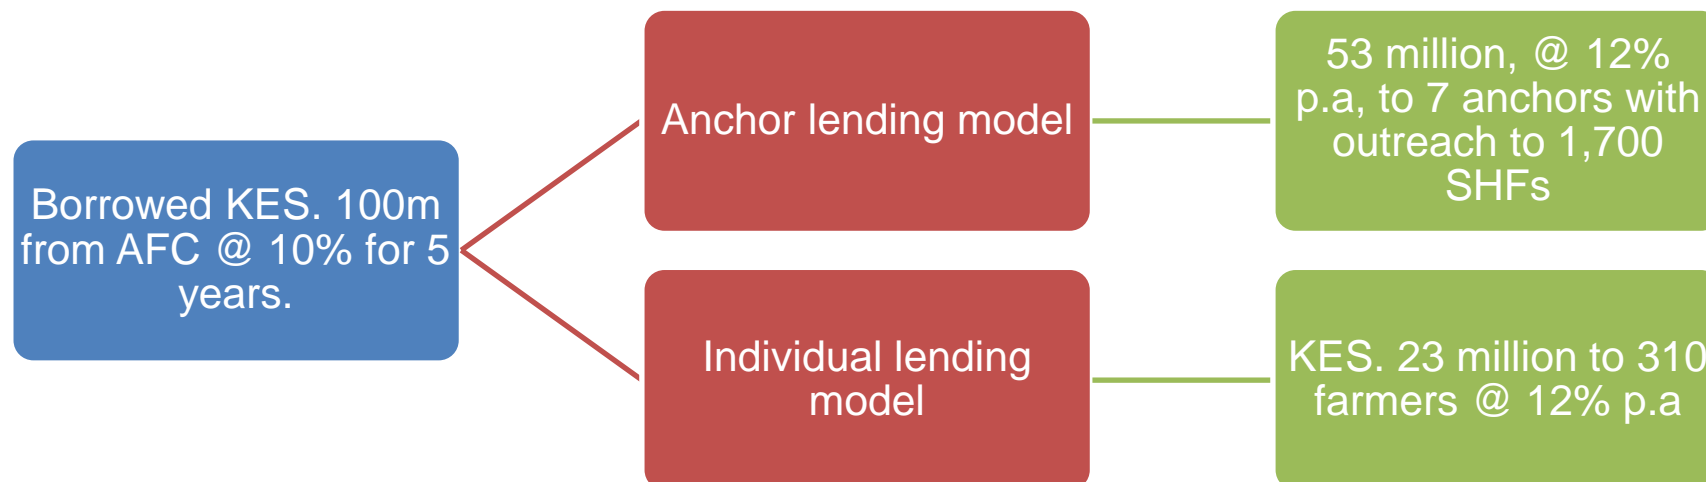 Borrowed KES. 100m
from AFC @ 10% for 5
years.
Anchor lending model
53 million, @ 12%
p.a, to 7 anchors with
outreach to 1,700
SHFs
Individual lending
model
KES. 23 million to 310
farmers @ 12% p.a